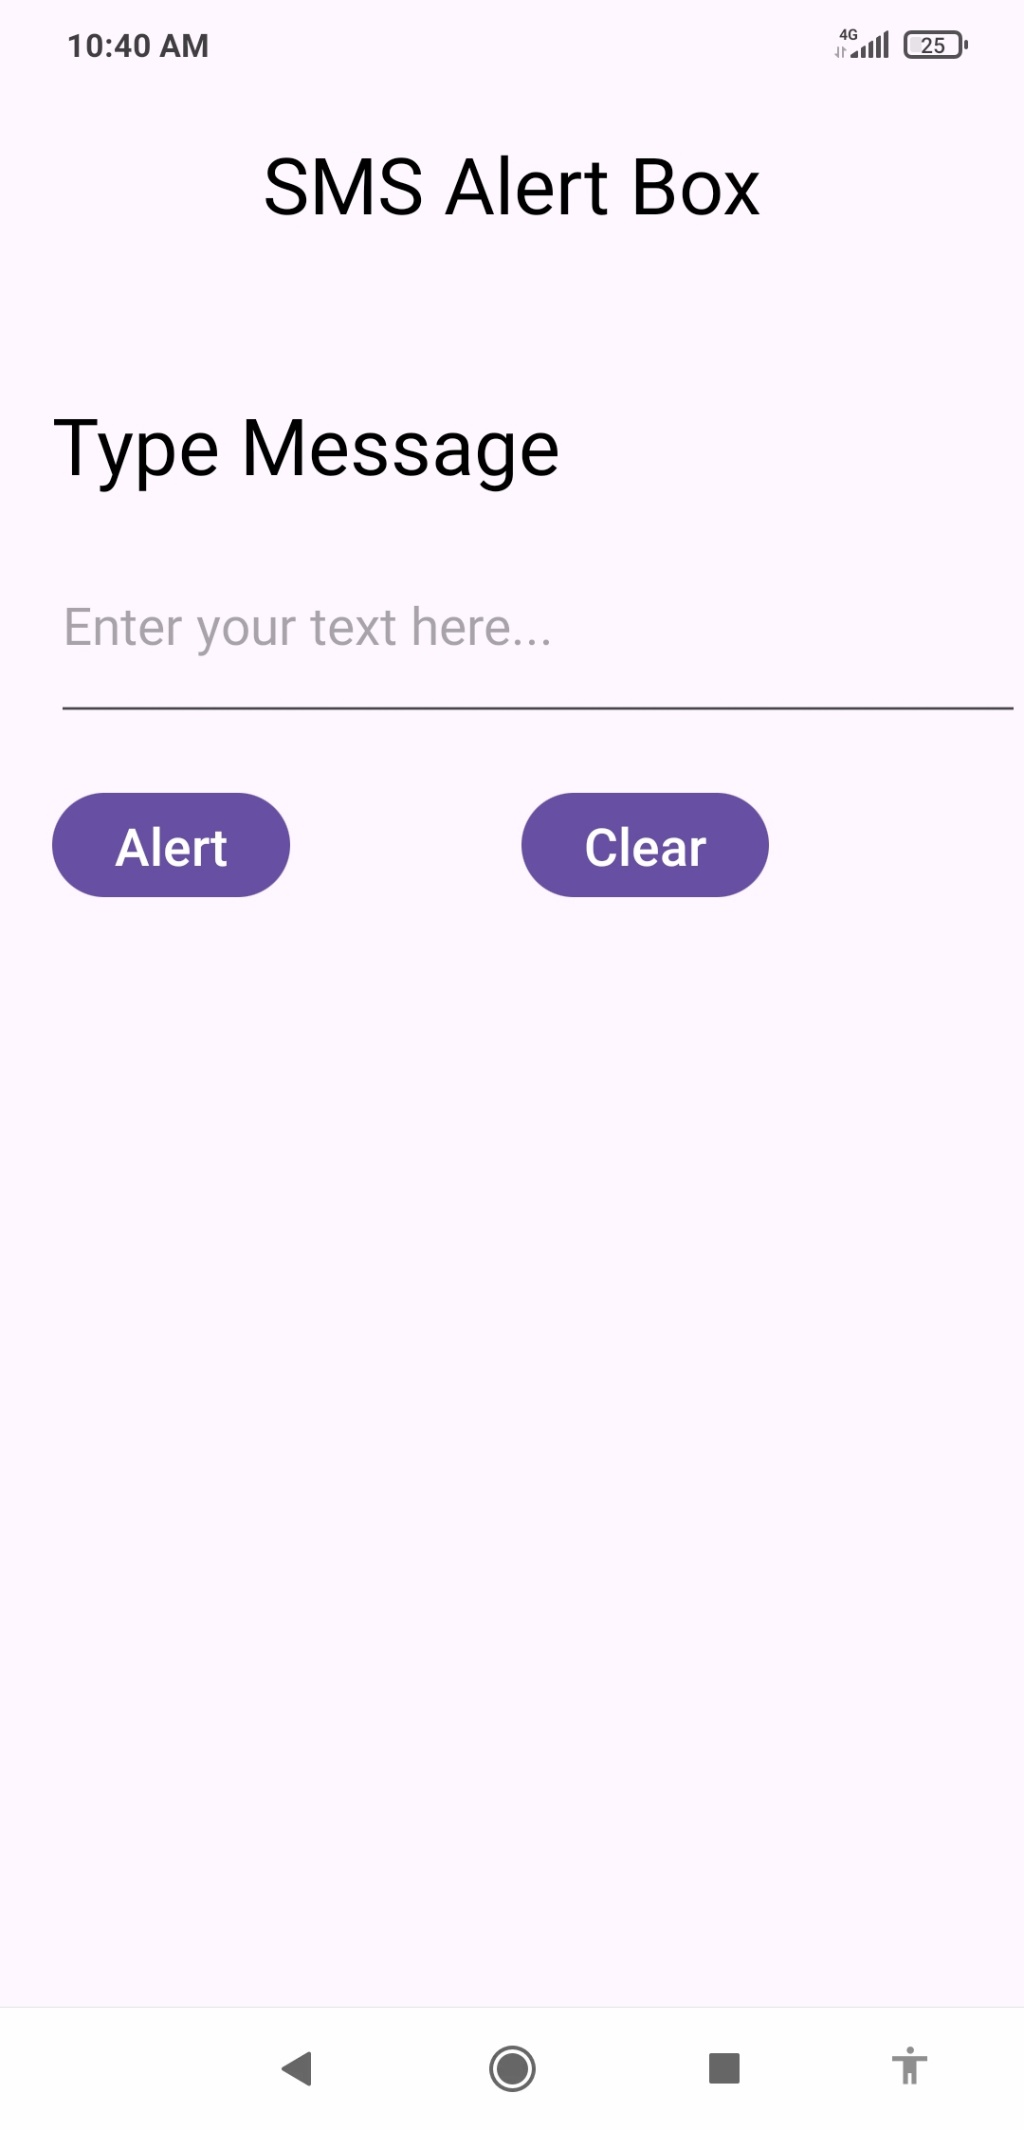 10:40 AM 4G 25
SMS Alert Box
Type Message
Enter your text here...
Alert Clear